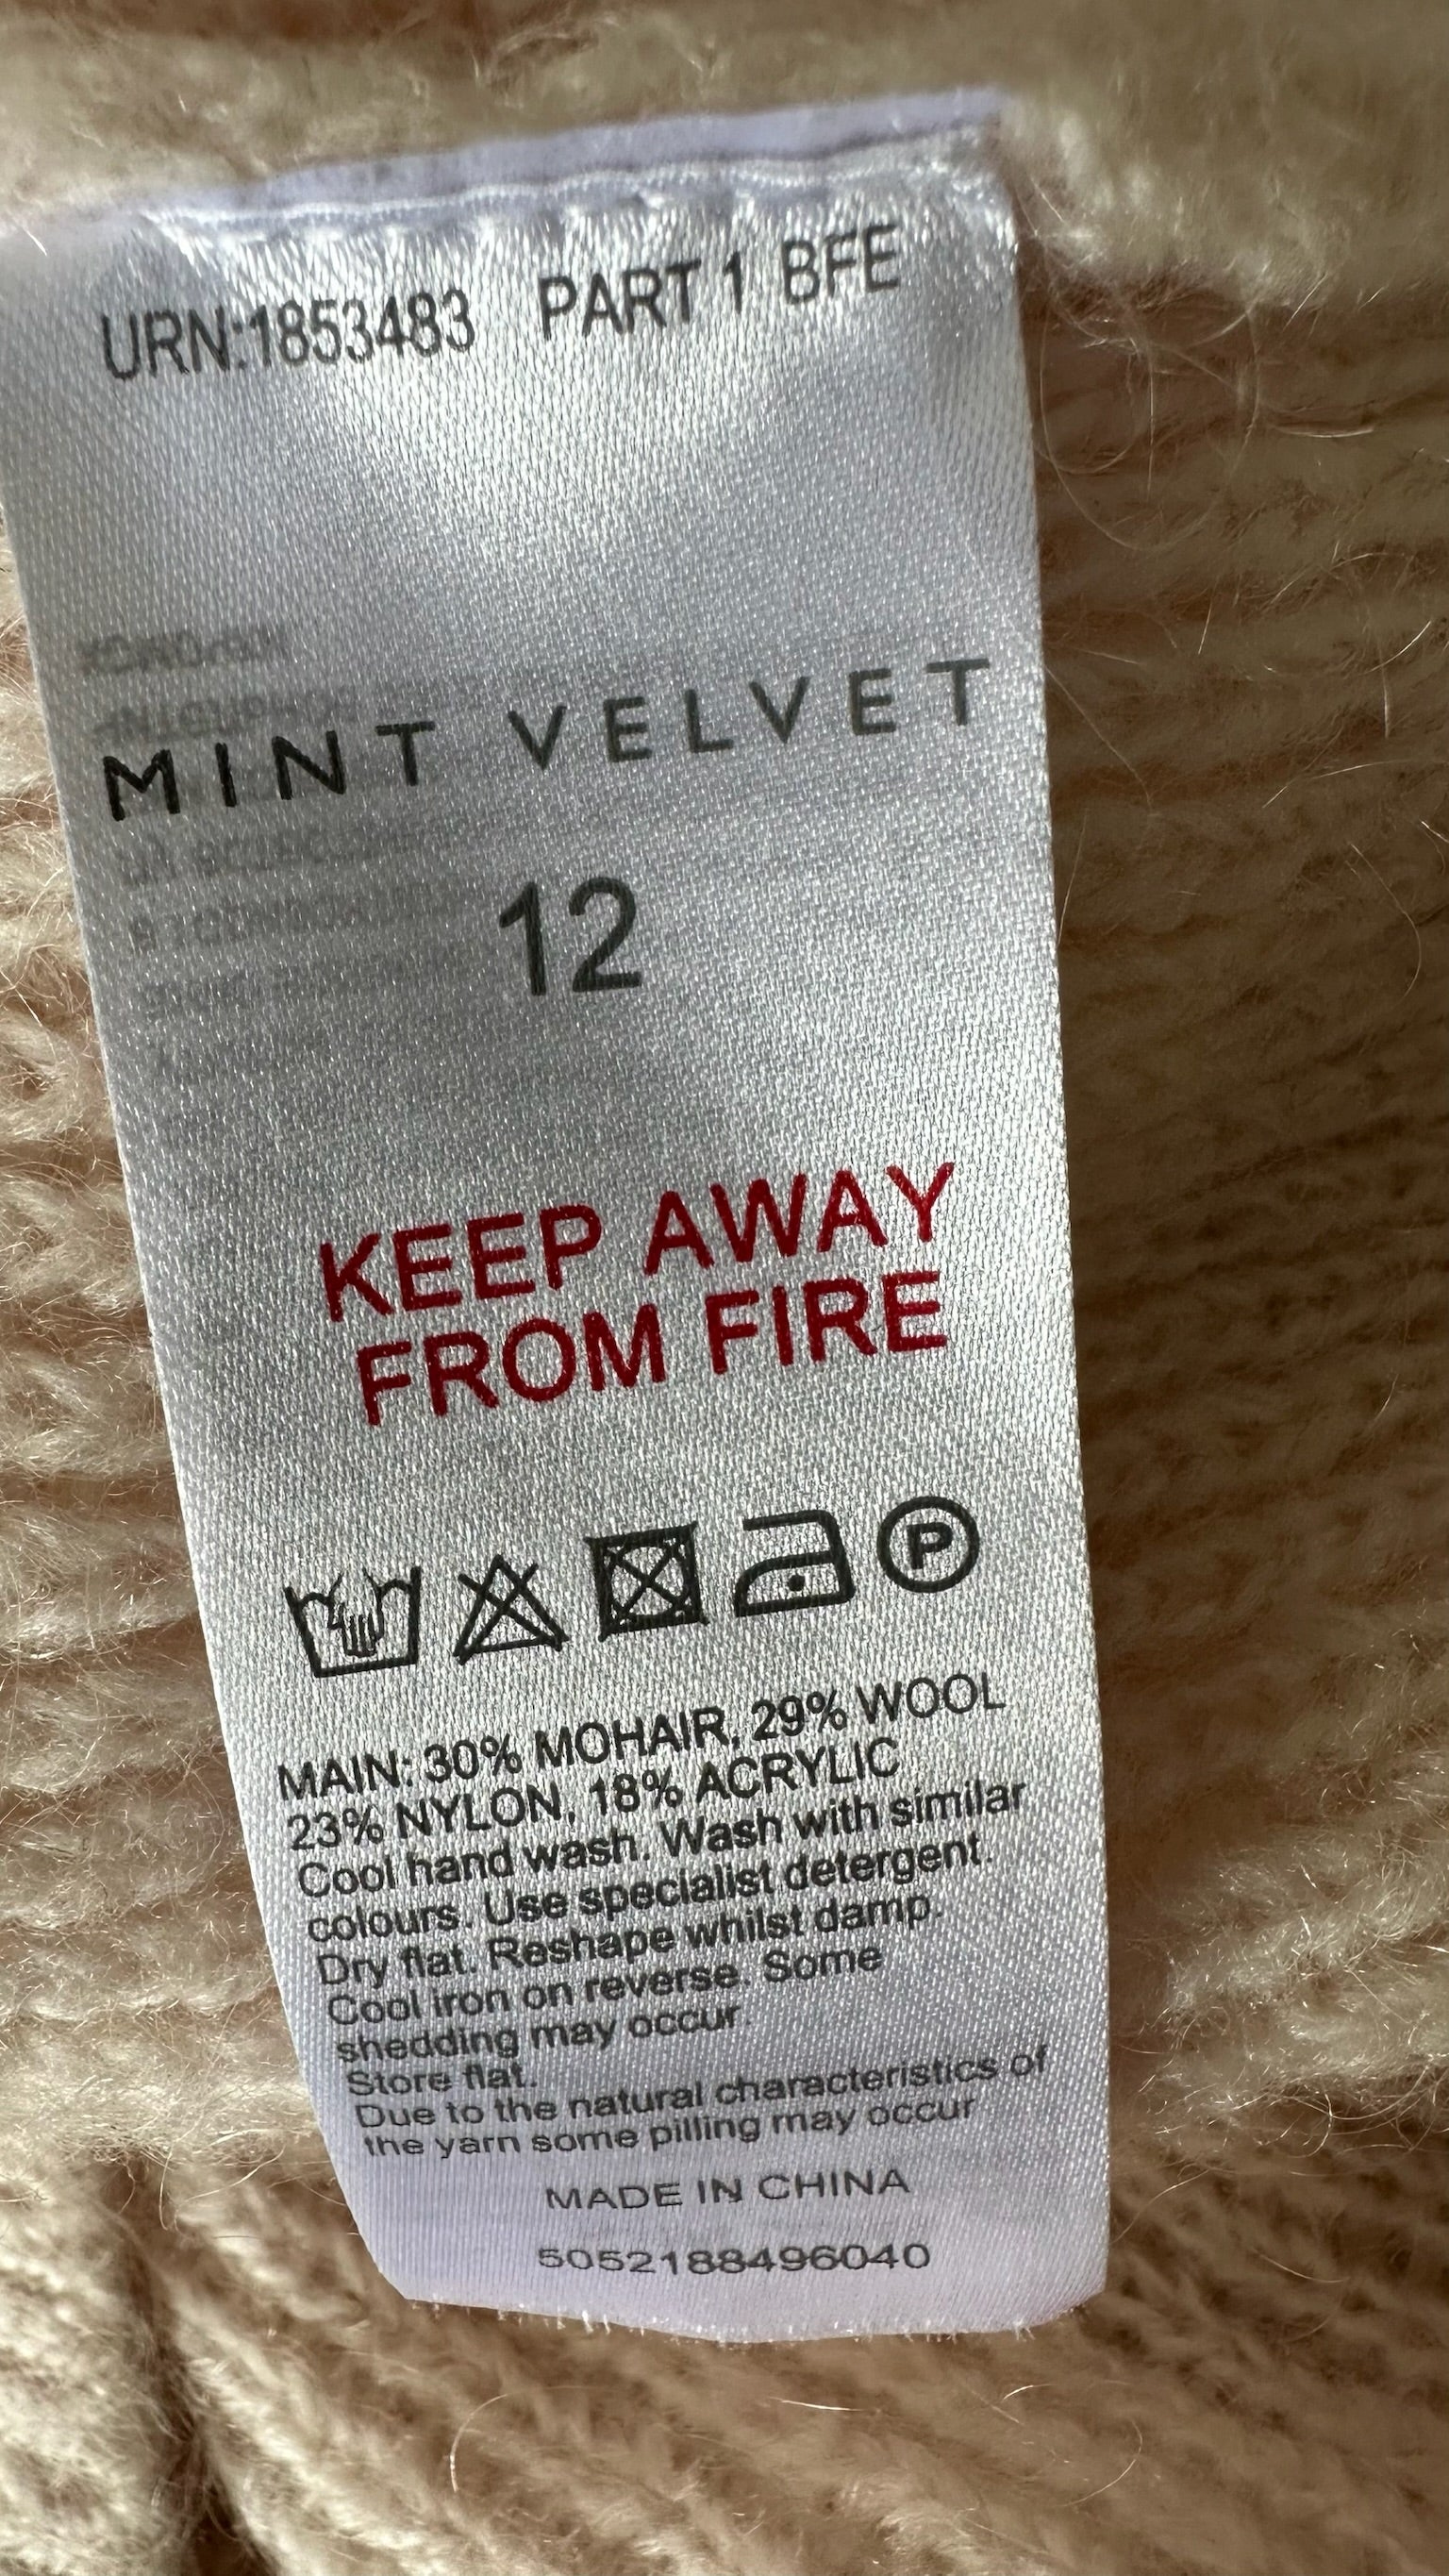 URN:1853483 PART 1 BFE
MINT VELVET
12
KEEP AWAY
FROM FIRE
P
MAIN: 30% MOHAIR, 29% WOOL
23% NYLON, 18% ACRYLIC
Cool hand wash. Wash with similar
colours. Use specialist detergent.
Dry flat. Reshape whilst damp.
Cool iron on reverse. Some
shedding may occur.
Store flat.
Due to the natural characteristics of
the yarn some pilling may occur
MADE IN CHINA
5052188496040